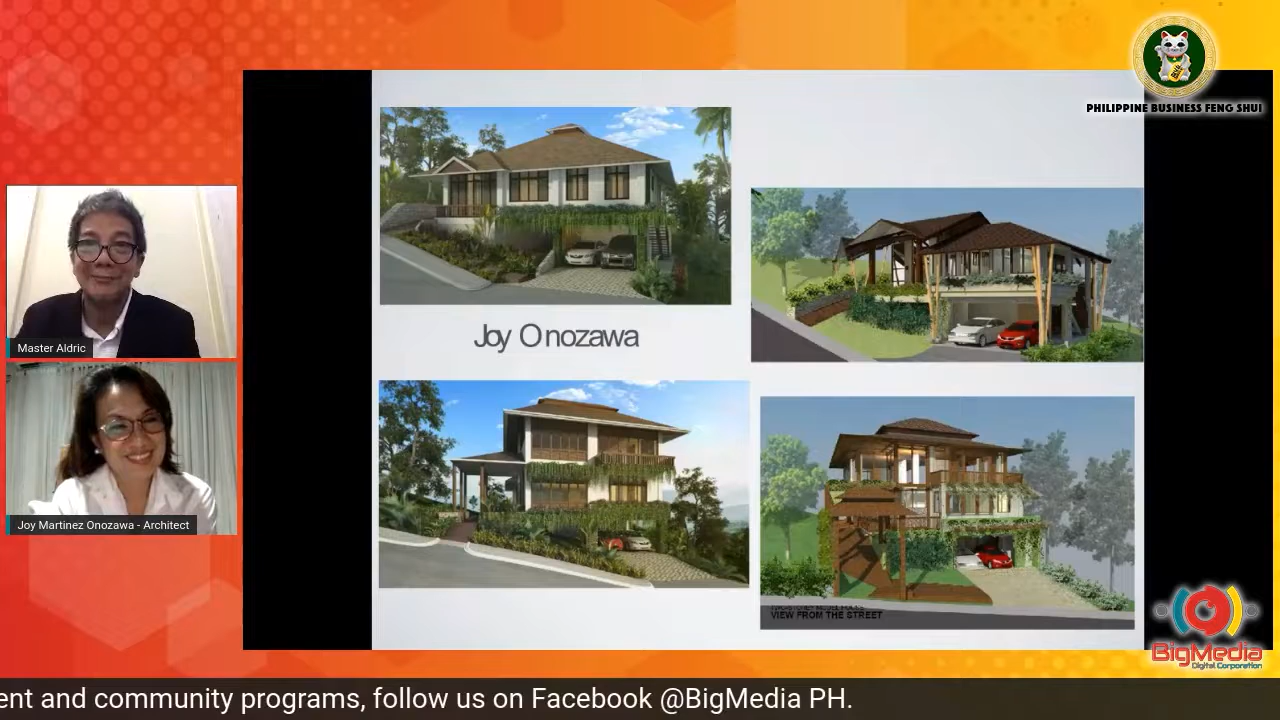 PHILIPPINE BUSINESS FENG SHUI
Master Aldric
Joy Onozawa
Joy Martinez Onozawa - Architect
VIEW FROM THE STREET
BigMedia
Digital Corporation
ent and community programs, follow us on Facebook @BigMedia PH.